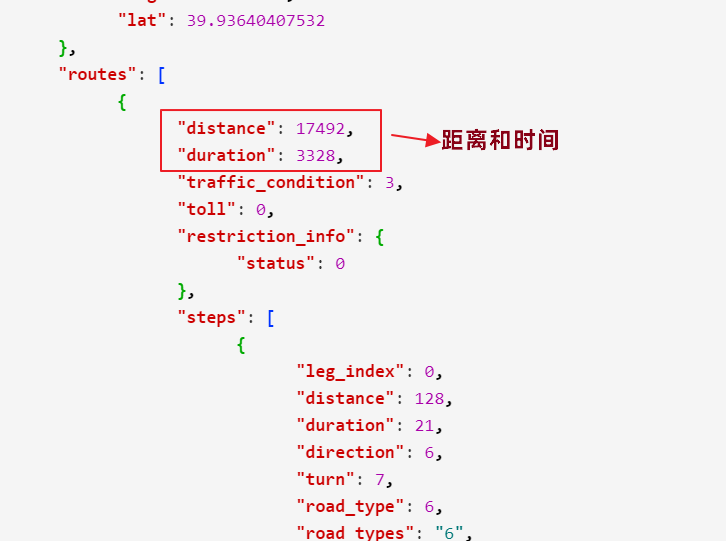 "lat": 39.93640407532
},
"routes": [
{
"distance": 17492,
"duration": 3328,
距离和时间
"traffic_condition": 3,
"toll": 0,
"restriction_info": {
"status": 0
},
"steps": [
{
"leg_index": 0,
"distance": 128,
"duration": 21,
"direction": 6,
"turn": 7,
"road_type": 6,
"road_types": "6",